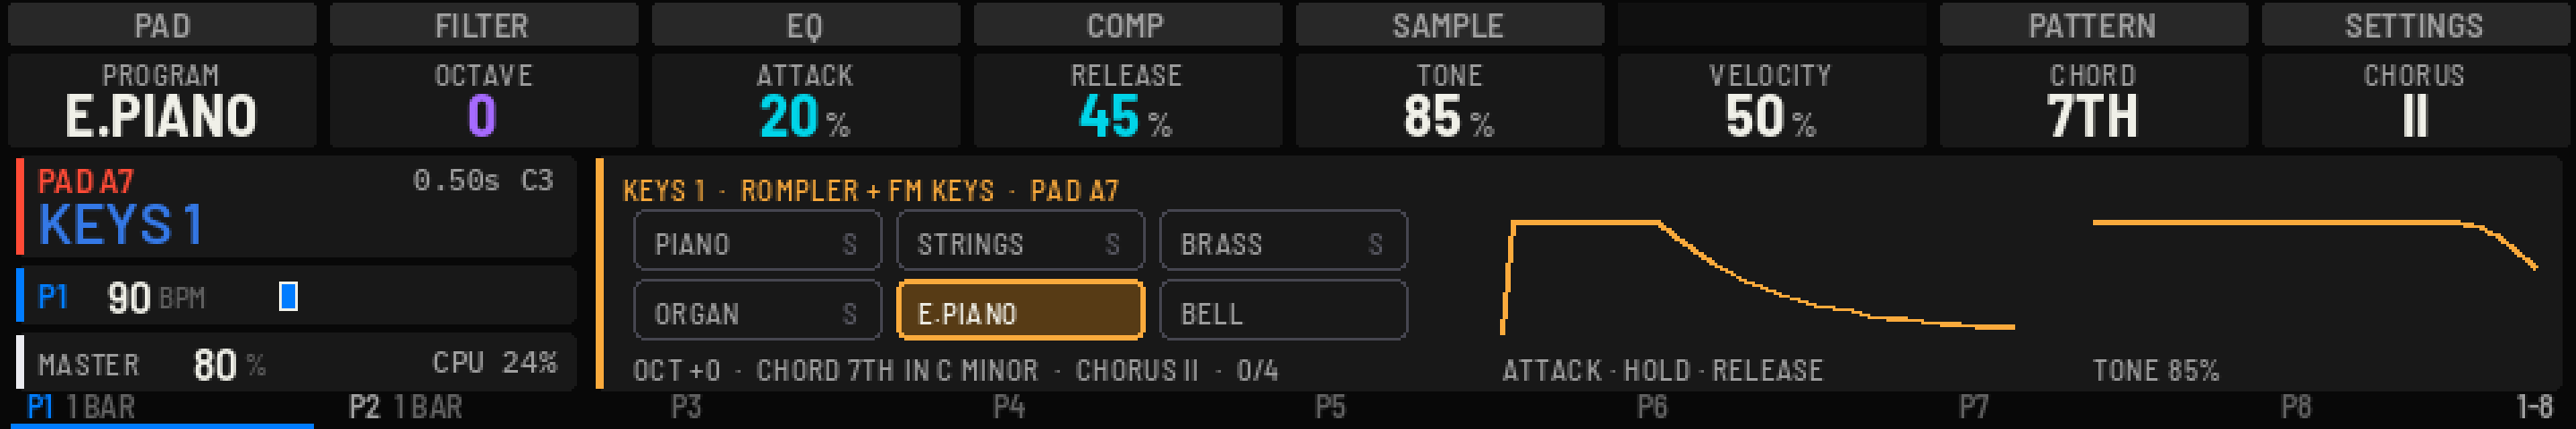 PAD FILTER EQ COMP SAMPLE PATTERN SETTINGS
PROGRAM OCTAVE ATTACK RELEASE TONE VELOCITY CHORD CHORUS
E.PIANO 0 20 % 45 % 85 % 50 % 7TH II
PAD A7 0.50s C3
KEYS 1
P1 90 BPM
MASTER 80 % CPU 24%
KEYS 1 · ROMPLER + FM KEYS · PAD A7
PIANO S STRINGS S BRASS S
ORGAN S E.PIANO BELL
OCT +0 · CHORD 7TH IN C MINOR · CHORUS II · 0/4
ATTACK · HOLD · RELEASE
TONE 85%
P1 1 BAR P2 1 BAR P3 P4 P5 P6 P7 P8 1-8